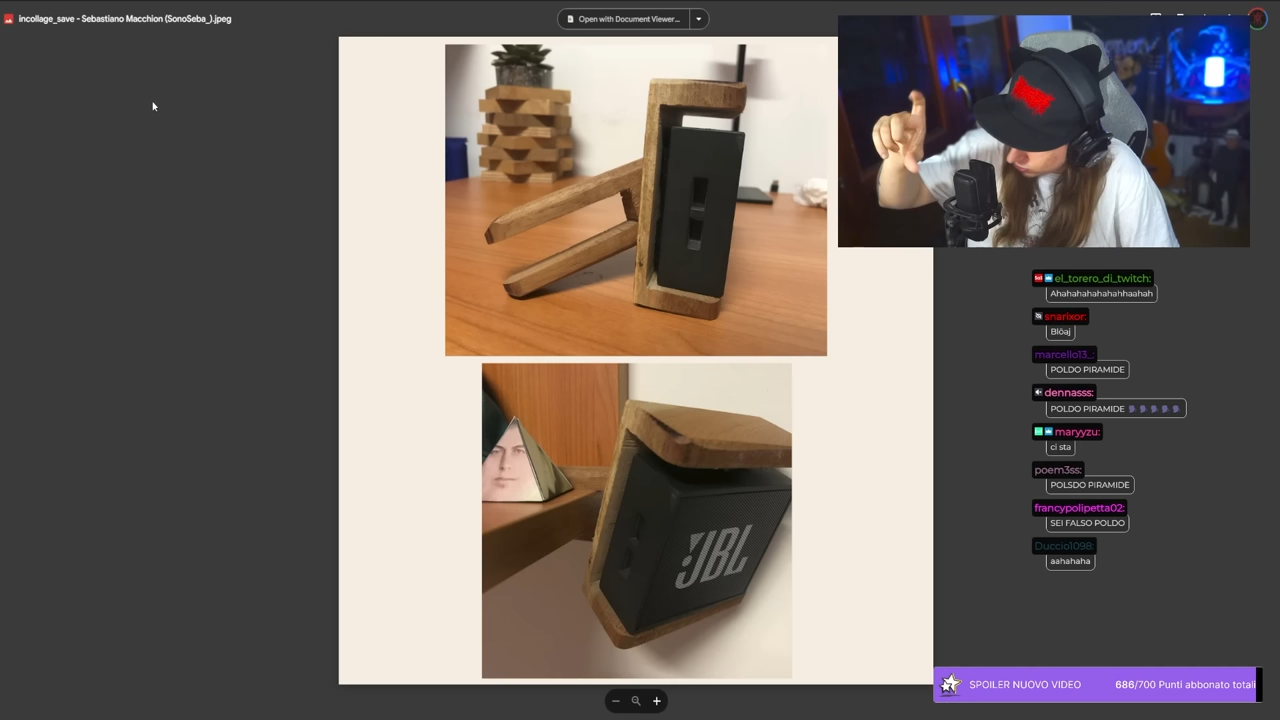 incollage_save - Sebastiano Macchion (SonoSeba_).jpeg
Open with Document Viewer...
JBL
el_torero_di_twitch:
Ahahahahahahahhaahah
snarixor:
Blöaj
marcello13_:
POLDO PIRAMIDE
dennasss:
POLDO PIRAMIDE
maryyzu:
ci sta
poem3ss:
POLSDO PIRAMIDE
francypolipetta02:
SEI FALSO POLDO
Duccio1098:
aahahaha
SPOILER NUOVO VIDEO 686/700 Punti abbonato totali